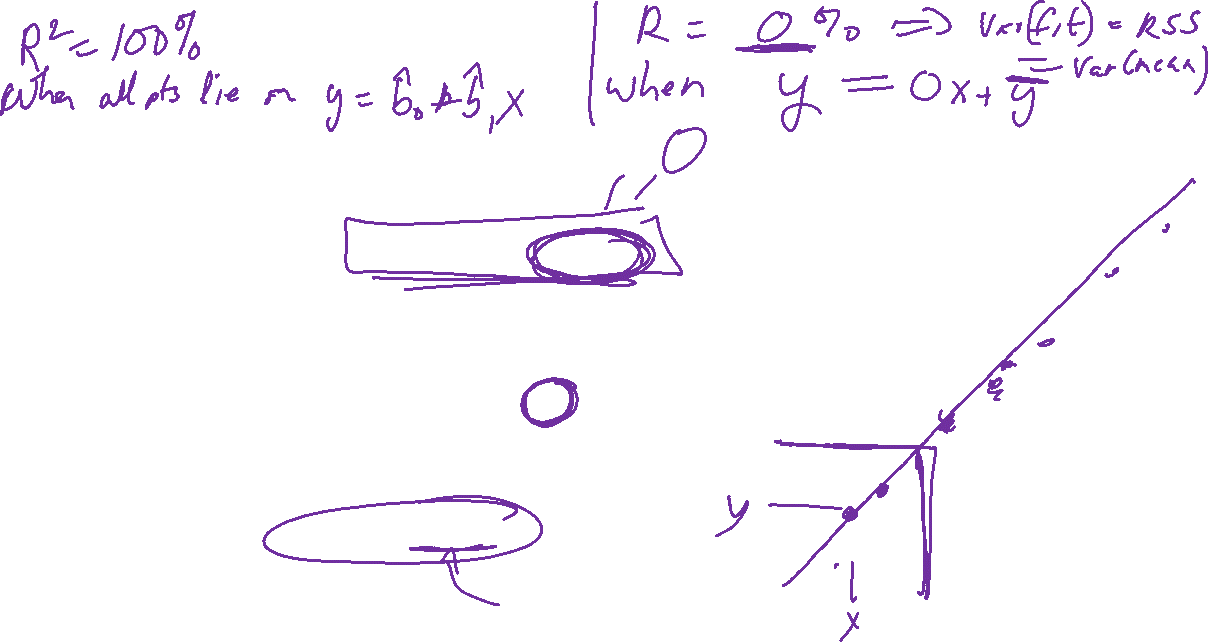 R² = 100%
When all pts lie on y = b̂₀ + b̂₁x
R = 0% => Var(fit) = RSS
= Var(mean)
when y = 0x + ȳ
0
y
x